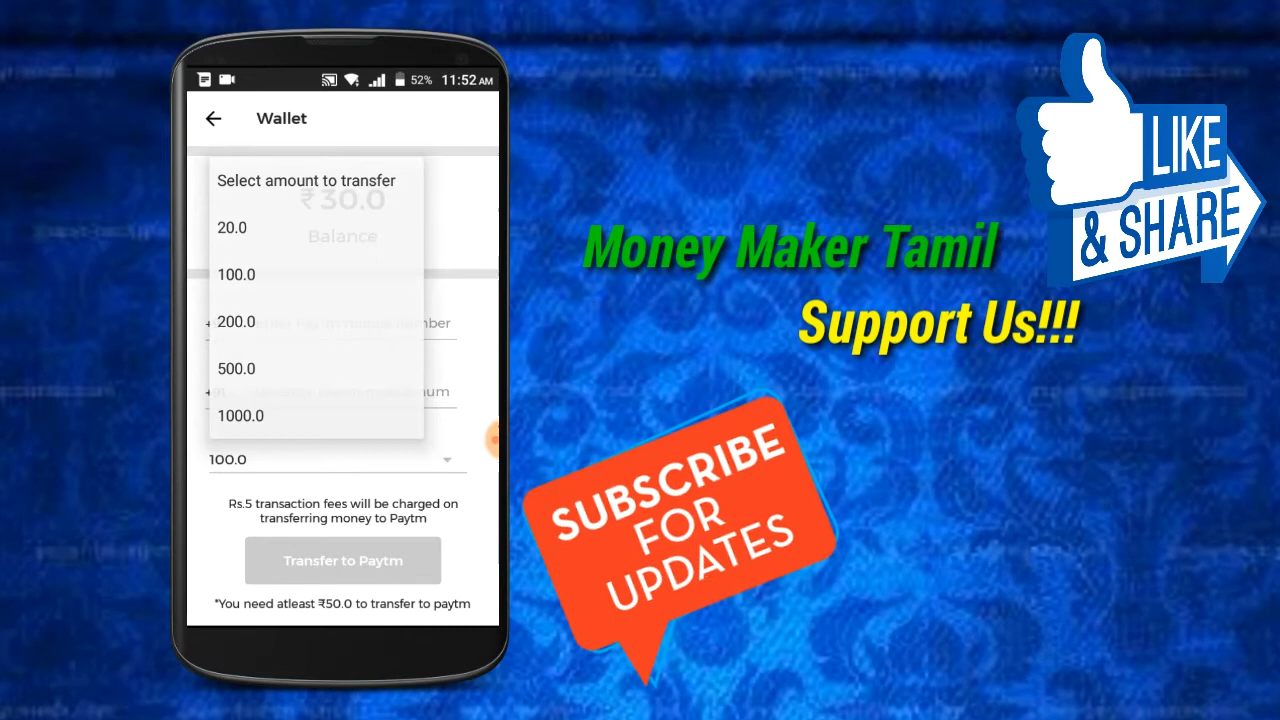 52% 11:52 AM
Wallet
Select amount to transfer
₹30.0
20.0
Balance
100.0
200.0
number
500.0
+91
1000.0
100.0
Rs.5 transaction fees will be charged on
transferring money to Paytm
Transfer to Paytm
*You need atleast ₹50.0 to transfer to paytm
LIKE
& SHARE
Money Maker Tamil
Support Us!!!
SUBSCRIBE
FOR
UPDATES